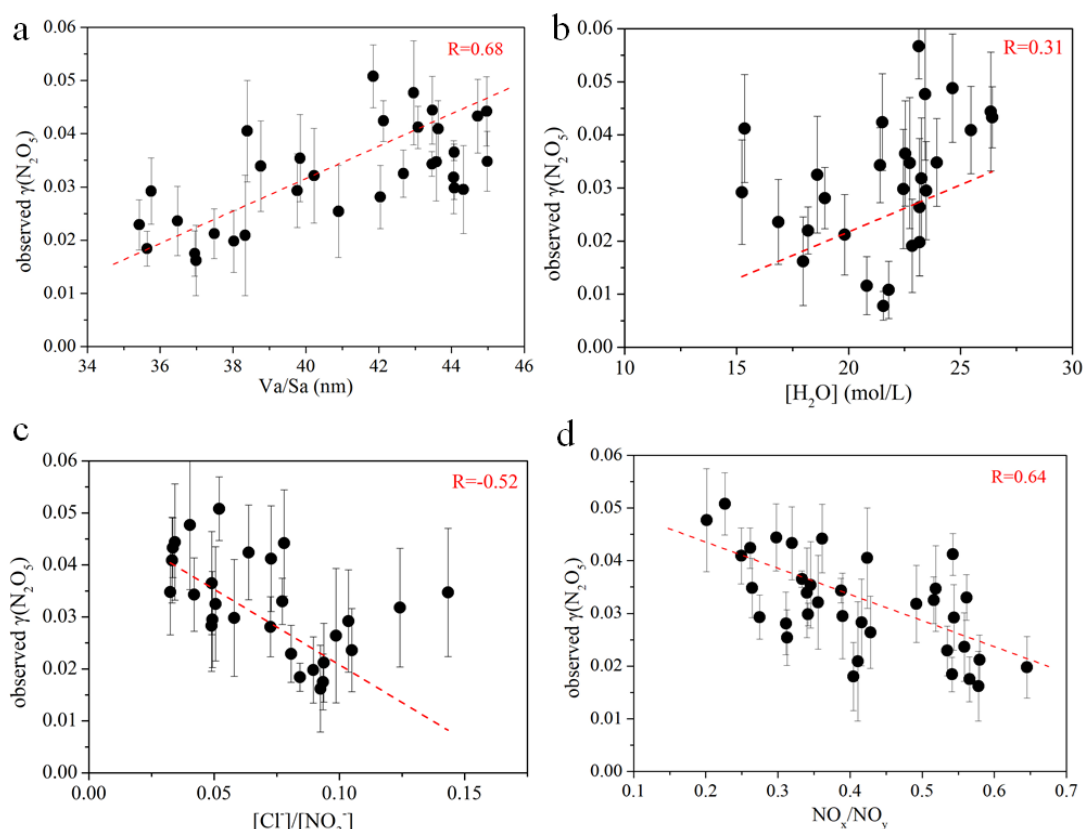 a
R=0.68
observed γ(N₂O₅)
0.06
0.05
0.04
0.03
0.02
0.01
0.00
34 36 38 40 42 44 46
Va/Sa (nm)
b
R=0.31
observed γ(N₂O₅)
0.06
0.05
0.04
0.03
0.02
0.01
0.00
10 15 20 25 30
[H₂O] (mol/L)
c
R=-0.52
observed γ(N₂O₅)
0.06
0.05
0.04
0.03
0.02
0.01
0.00
0.00 0.05 0.10 0.15
[Cl⁻]/[NO₃⁻]
d
R=0.64
observed γ(N₂O₅)
0.06
0.05
0.04
0.03
0.02
0.01
0.00
0.1 0.2 0.3 0.4 0.5 0.6 0.7
NOₓ/NOᵧ